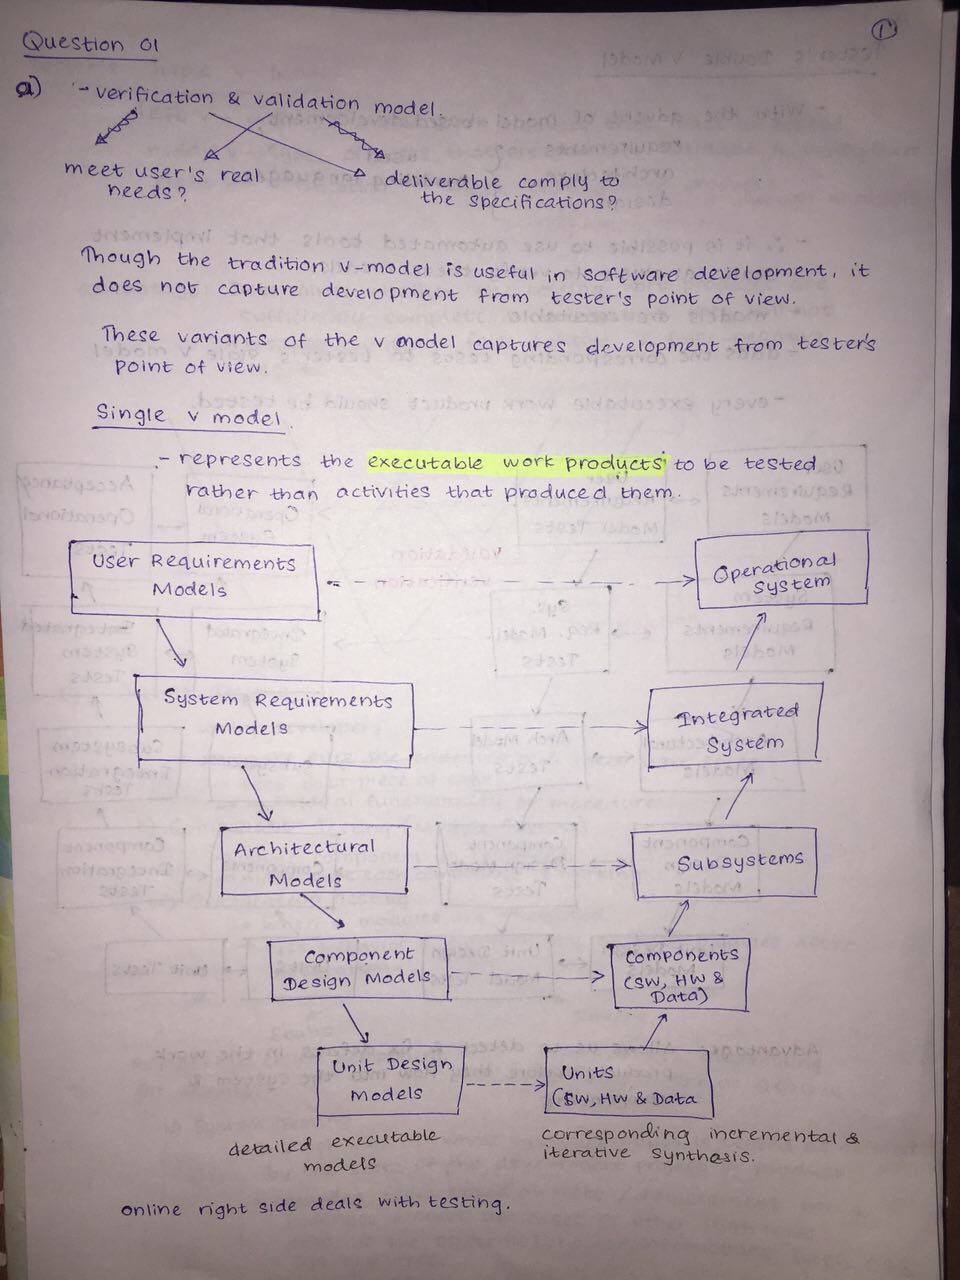 1
Question 01
a) - verification & validation model.
meet user's real
needs?
deliverable comply to
the specifications?
Though the tradition v-model is useful in software development, it
does not capture development from tester's point of view.
These variants of the v model captures development from tester's
point of view.
Single v model.
- represents the executable work products to be tested
rather than activities that produced them.
User Requirements
Models
Operational
System
System Requirements
Models
Integrated
System
Architectural
Models
Subsystems
Component
Design Models
Components
(SW, HW &
Data)
Unit Design
Models
Units
(SW, HW & Data
detailed executable
models
corresponding incremental &
iterative synthesis.
online right side deals with testing.